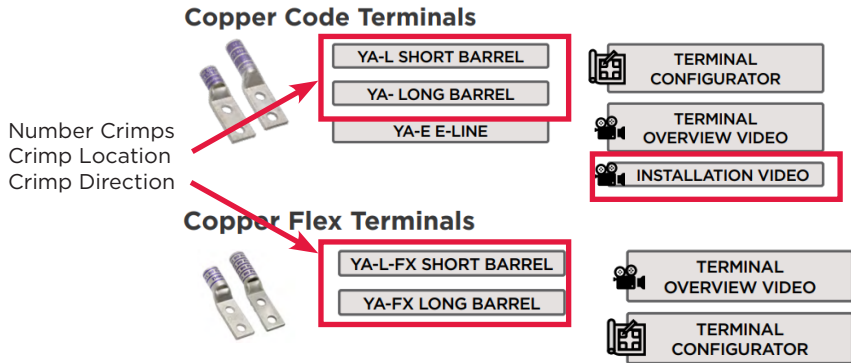 Copper Code Terminals
YA-L SHORT BARREL
YA- LONG BARREL
YA-E E-LINE
TERMINAL
CONFIGURATOR
TERMINAL
OVERVIEW VIDEO
INSTALLATION VIDEO
Number Crimps
Crimp Location
Crimp Direction
Copper Flex Terminals
YA-L-FX SHORT BARREL
YA-FX LONG BARREL
TERMINAL
OVERVIEW VIDEO
TERMINAL
CONFIGURATOR